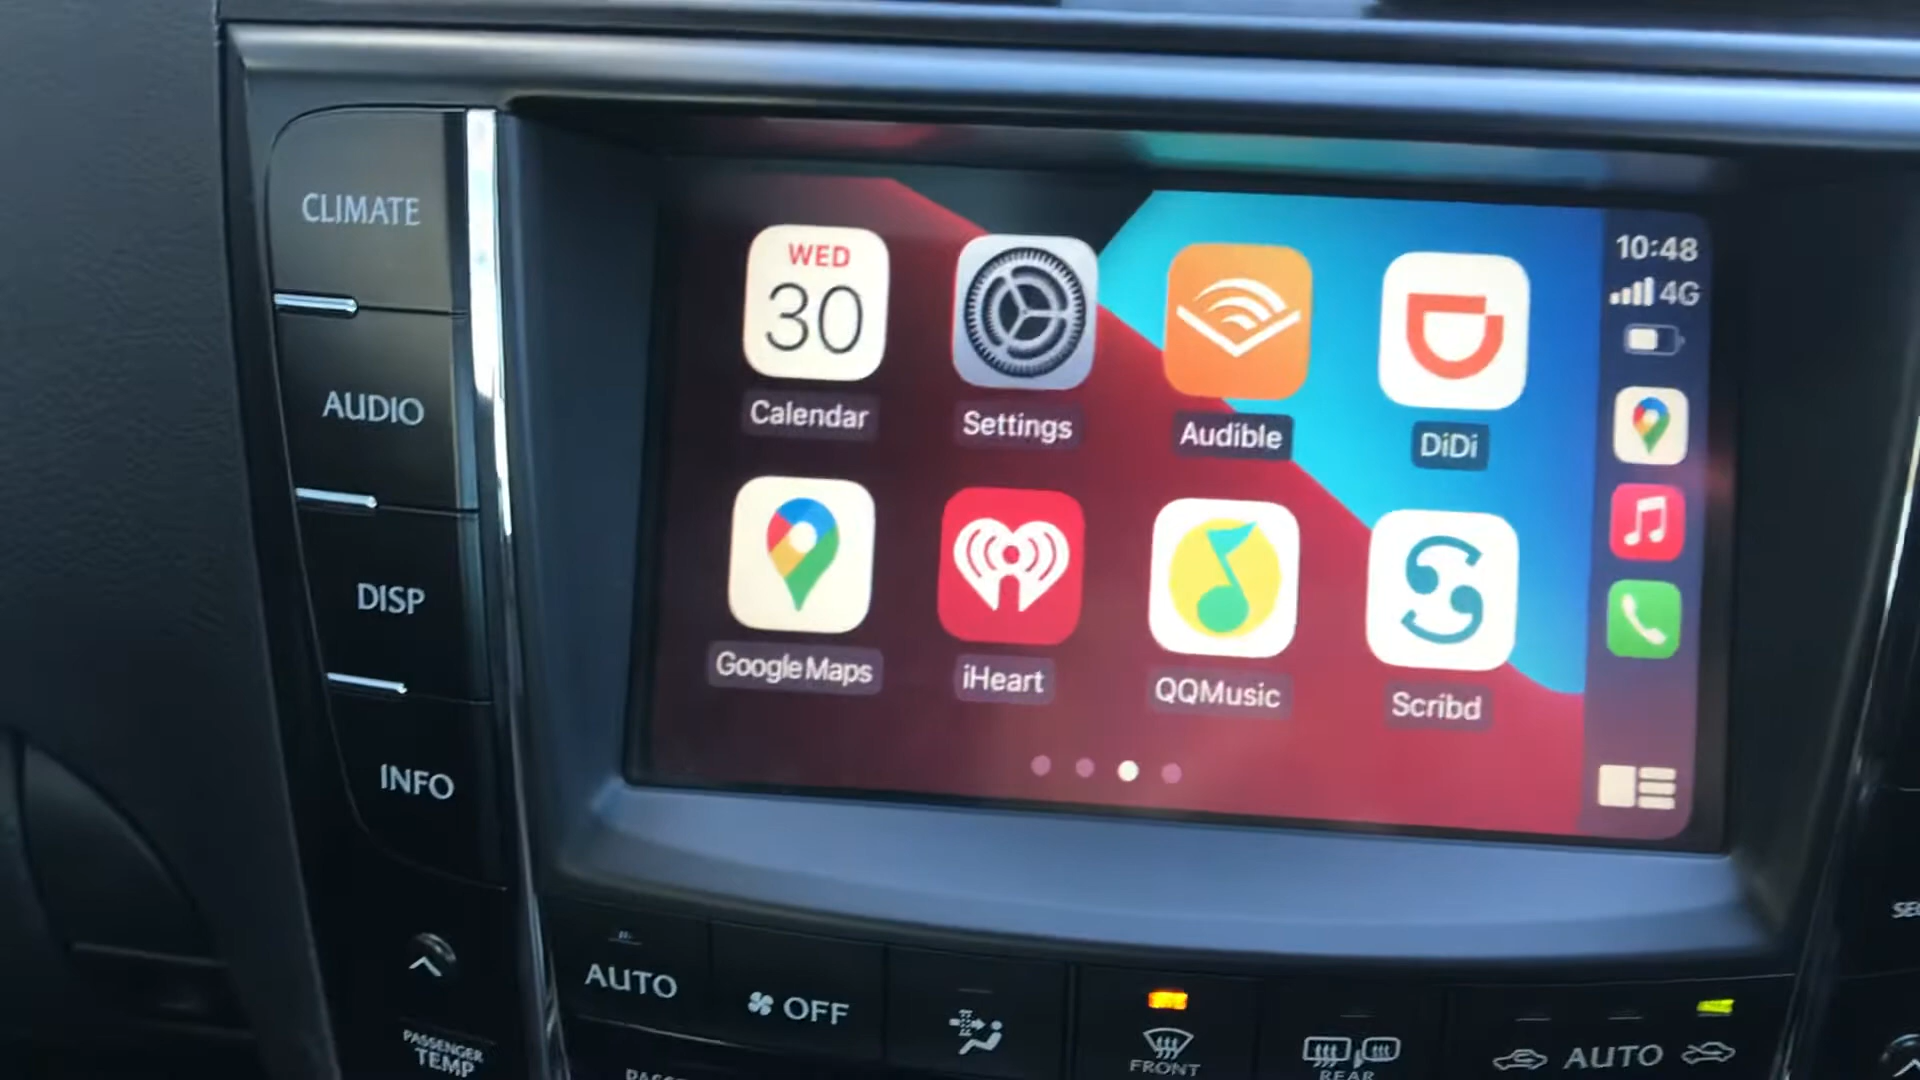 CLIMATE
AUDIO
DISP
INFO
WED
30
Calendar
Settings
Audible
DiDi
Google Maps
iHeart
QQMusic
Scribd
10:48
4G
AUTO
OFF
PASSENGER
TEMP
FRONT
REAR
AUTO